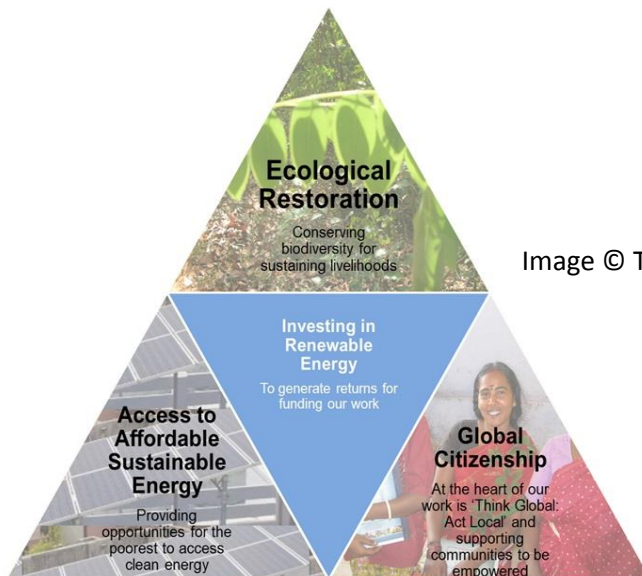 Ecological
Restoration
Conserving
biodiversity for
sustaining livelihoods
Image ©
Investing in
Renewable
Energy
To generate returns for
funding our work
Access to
Affordable
Sustainable
Energy
Providing
opportunities for the
poorest to access
clean energy
Global
Citizenship
At the heart of our
work is 'Think Global:
Act Local' and
supporting
communities to be
empowered